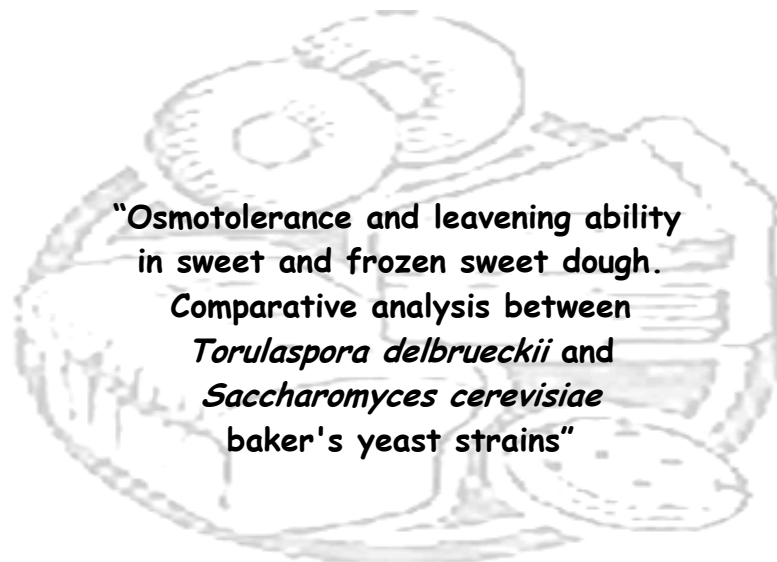 “Osmotolerance and leavening ability
in sweet and frozen sweet dough.
Comparative analysis between
Torulaspora delbrueckii and
Saccharomyces cerevisiae
baker's yeast strains”